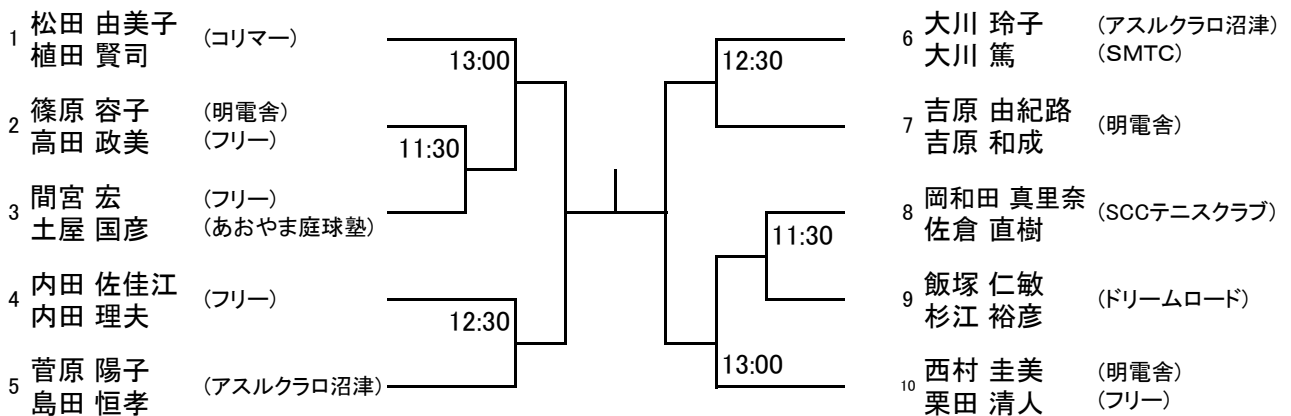 1 松田 由美子 (コリマー)
植田 賢司
13:00
2 篠原 容子 (明電舎)
高田 政美 (フリー)
11:30
3 間宮 宏 (フリー)
土屋 国彦 (あおやま庭球塾)
4 内田 佐佳江 (フリー)
内田 理夫
12:30
5 菅原 陽子 (アスルクラロ沼津)
島田 恒孝
6 大川 玲子 (アスルクラロ沼津)
大川 篤 (SMTC)
12:30
7 吉原 由紀路 (明電舎)
吉原 和成
8 岡和田 真里奈 (SCCテニスクラブ)
佐倉 直樹
11:30
9 飯塚 仁敏 (ドリームロード)
杉江 裕彦
13:00
10 西村 圭美 (明電舎)
栗田 清人 (フリー)